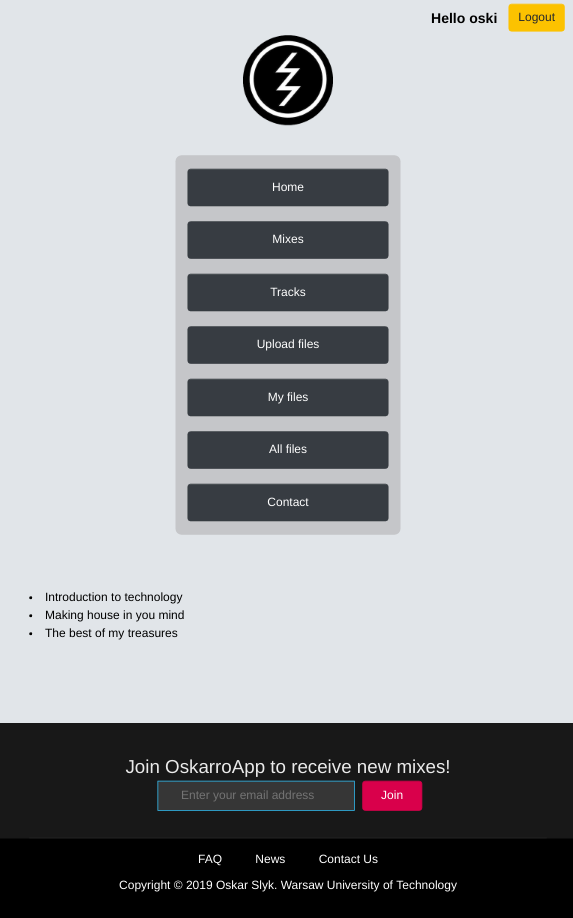 Hello oski Logout
Home
Mixes
Tracks
Upload files
My files
All files
Contact
▪ Introduction to technology
▪ Making house in you mind
▪ The best of my treasures
Join OskarroApp to receive new mixes!
Enter your email address Join
FAQ News Contact Us
Copyright © 2019 Oskar Slyk. Warsaw University of Technology